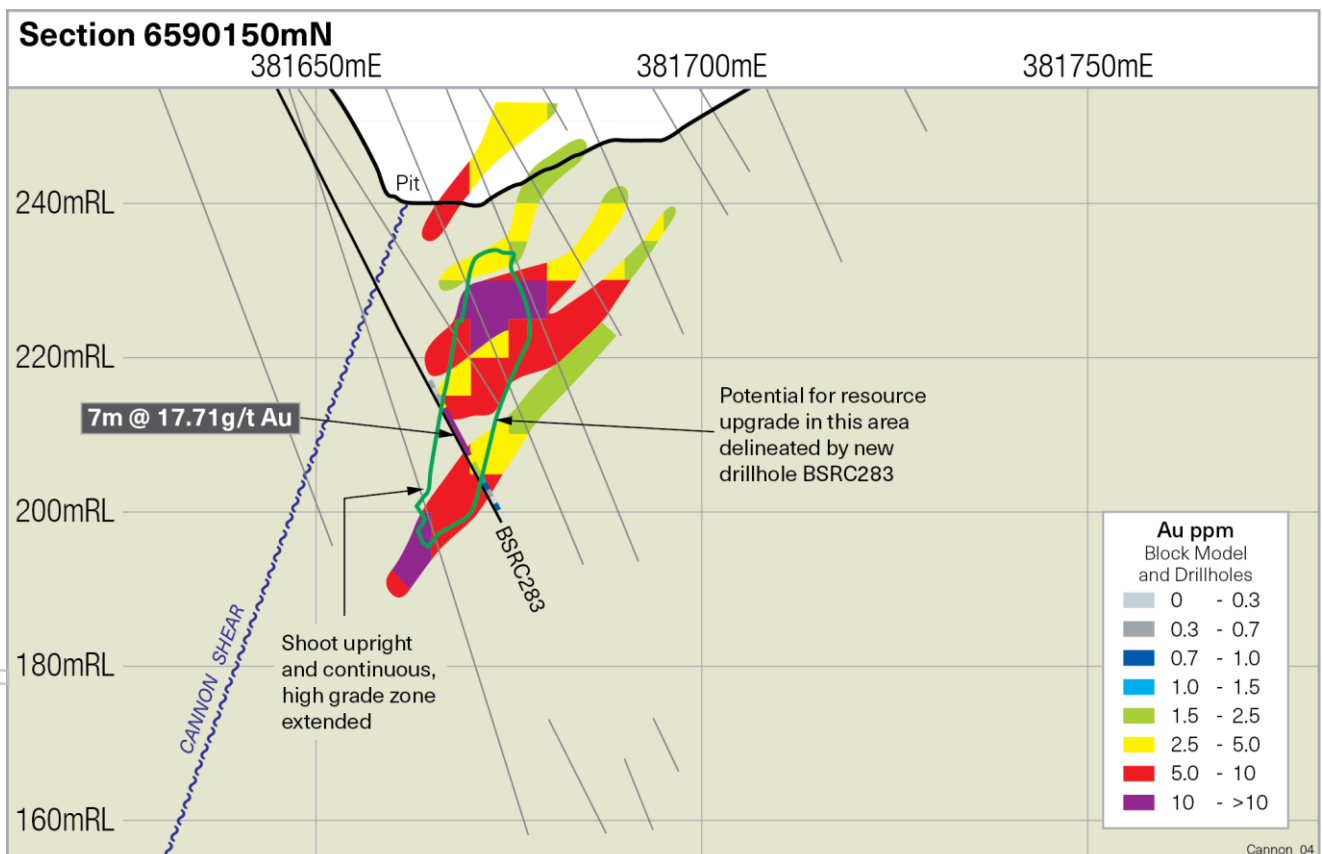 Section 6590150mN
381650mE
381700mE
381750mE
Pit
240mRL
220mRL
7m @ 17.71g/t Au
Potential for resource
upgrade in this area
delineated by new
drillhole BSRC283
200mRL
BSRC283
Shoot upright
and continuous,
high grade zone
extended
CANNON SHEAR
180mRL
160mRL
Au ppm
Block Model
and Drillholes
0 - 0.3
0.3 - 0.7
0.7 - 1.0
1.0 - 1.5
1.5 - 2.5
2.5 - 5.0
5.0 - 10
10 - >10
Cannon_04